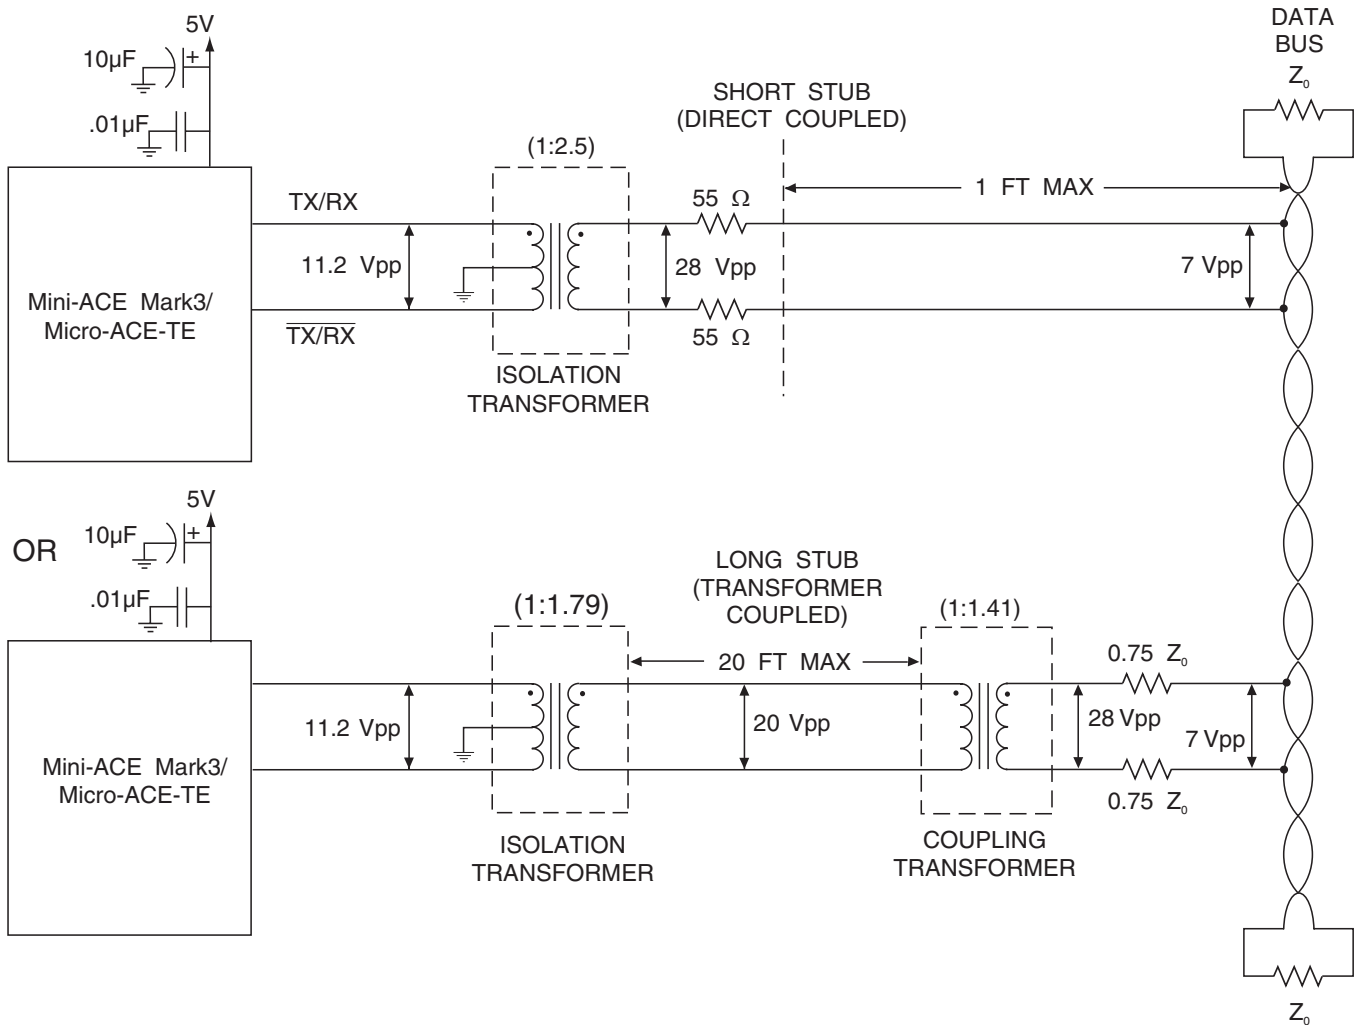 DATA
BUS
Z0
5V
10µF
+
.01µF
SHORT STUB
(DIRECT COUPLED)
(1:2.5)
1 FT MAX
TX/RX
55 Ω
11.2 Vpp
28 Vpp
7 Vpp
Mini-ACE Mark3/
Micro-ACE-TE
TX/RX
55 Ω
ISOLATION
TRANSFORMER
OR
5V
10µF
+
.01µF
LONG STUB
(TRANSFORMER
COUPLED)
(1:1.79)
(1:1.41)
20 FT MAX
0.75 Z0
11.2 Vpp
20 Vpp
28 Vpp
7 Vpp
Mini-ACE Mark3/
Micro-ACE-TE
0.75 Z0
ISOLATION
TRANSFORMER
COUPLING
TRANSFORMER
Z0